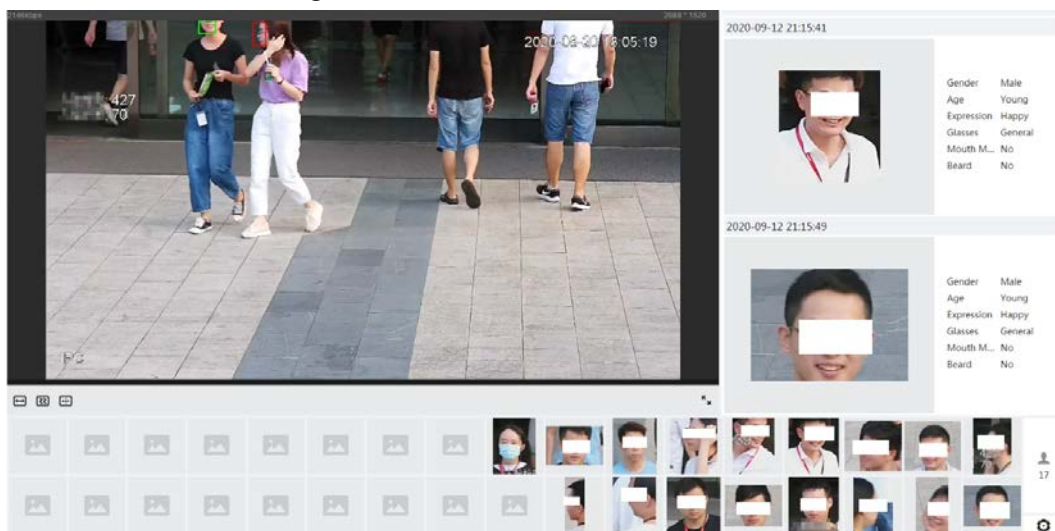 2020-09-12 21:15:41
2020-08-20 18:05:19
427
70
Gender Male
Age Young
Expression Happy
Glasses General
Mouth M... No
Beard No
2020-09-12 21:15:49
Gender Male
Age Young
Expression Happy
Glasses General
Mouth M... No
Beard No
17